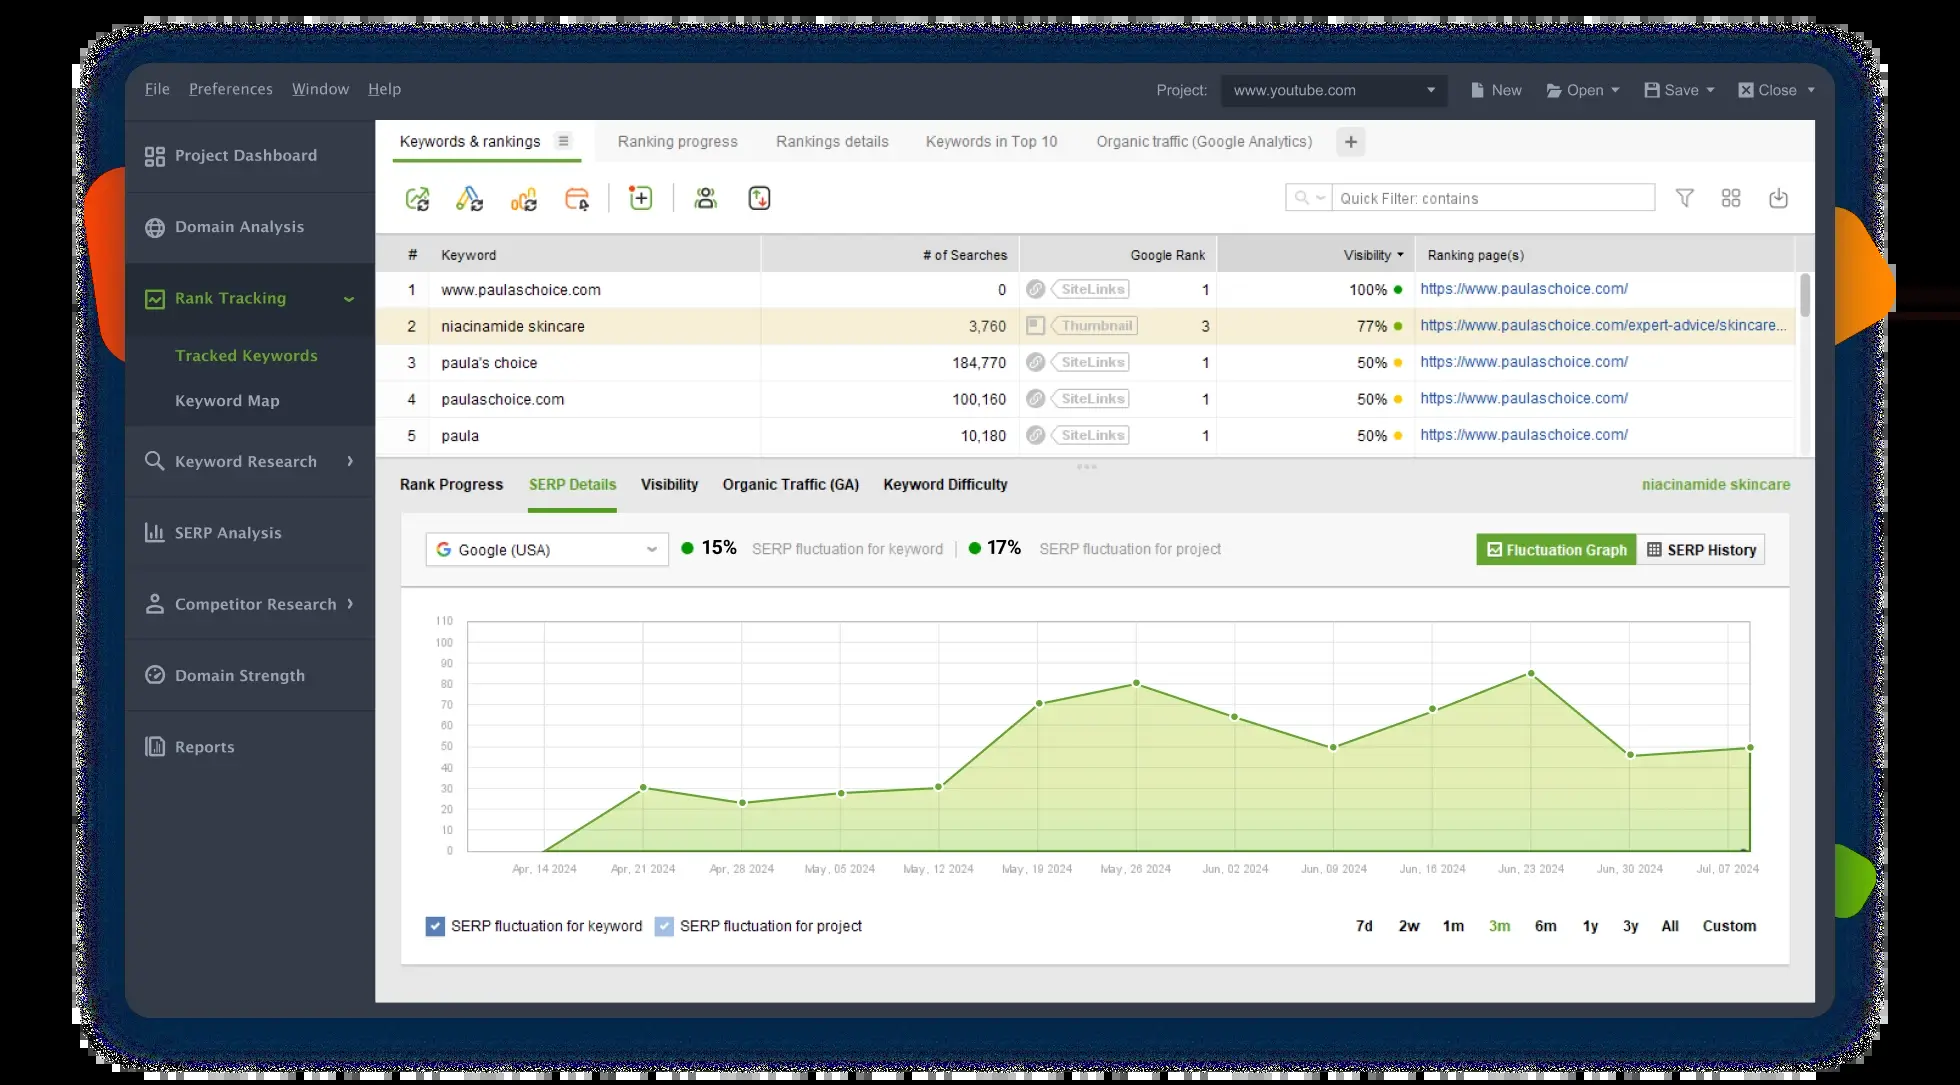 File Preferences Window Help
Project: www.youtube.com New Open Save Close
Project Dashboard
Domain Analysis
Rank Tracking
Tracked Keywords
Keyword Map
Keyword Research
SERP Analysis
Competitor Research
Domain Strength
Reports
Keywords & rankings Ranking progress Rankings details Keywords in Top 10 Organic traffic (Google Analytics) +
Quick Filter: contains
# Keyword # of Searches Google Rank Visibility Ranking page(s)
1 www.paulaschoice.com 0 SiteLinks 1 100% https://www.paulaschoice.com/
2 niacinamide skincare 3,760 Thumbnail 3 77% https://www.paulaschoice.com/expert-advice/skincare...
3 paula's choice 184,770 SiteLinks 1 50% https://www.paulaschoice.com/
4 paulaschoice.com 100,160 SiteLinks 1 50% https://www.paulaschoice.com/
5 paula 10,180 SiteLinks 1 50% https://www.paulaschoice.com/
Rank Progress SERP Details Visibility Organic Traffic (GA) Keyword Difficulty niacinamide skincare
Google (USA) 15% SERP fluctuation for keyword | 17% SERP fluctuation for project Fluctuation Graph SERP History
110
100
90
80
70
60
50
40
30
20
10
0
Apr, 14 2024 Apr, 21 2024 Apr, 28 2024 May, 05 2024 May, 12 2024 May, 19 2024 May, 26 2024 Jun, 02 2024 Jun, 09 2024 Jun, 16 2024 Jun, 23 2024 Jun, 30 2024 Jul, 07 2024
SERP fluctuation for keyword SERP fluctuation for project 7d 2w 1m 3m 6m 1y 3y All Custom